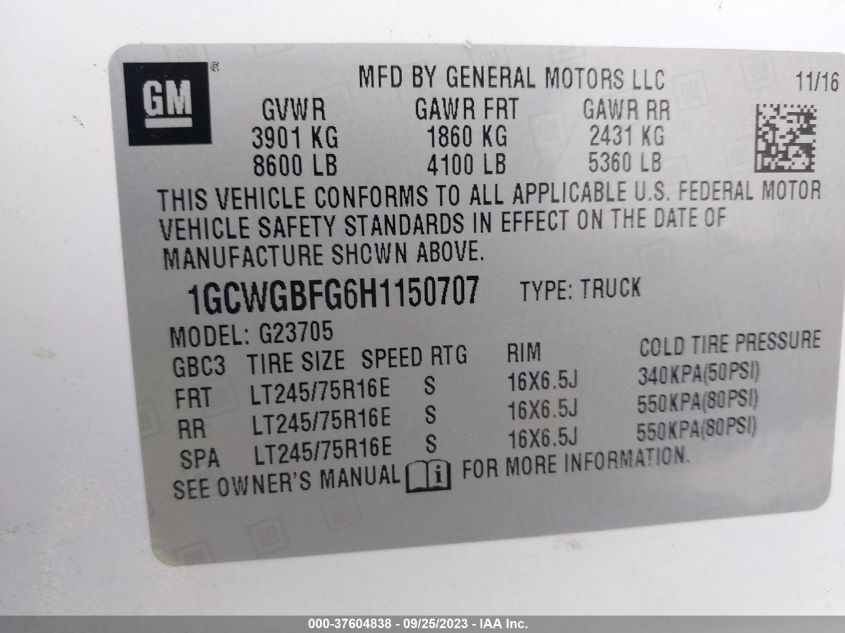 GM ®
MFD BY GENERAL MOTORS LLC 11/16
GVWR GAWR FRT GAWR RR
3901 KG 1860 KG 2431 KG
8600 LB 4100 LB 5360 LB
THIS VEHICLE CONFORMS TO ALL APPLICABLE U.S. FEDERAL MOTOR
VEHICLE SAFETY STANDARDS IN EFFECT ON THE DATE OF
MANUFACTURE SHOWN ABOVE.
1GCWGBFG6H1150707 TYPE: TRUCK
MODEL: G23705
GBC3 TIRE SIZE SPEED RTG RIM COLD TIRE PRESSURE
FRT LT245/75R16E S 16X6.5J 340KPA(50PSI)
RR LT245/75R16E S 16X6.5J 550KPA(80PSI)
SPA LT245/75R16E S 16X6.5J 550KPA(80PSI)
SEE OWNER'S MANUAL i FOR MORE INFORMATION.
000-37604838 - 09/25/2023 - IAA Inc.